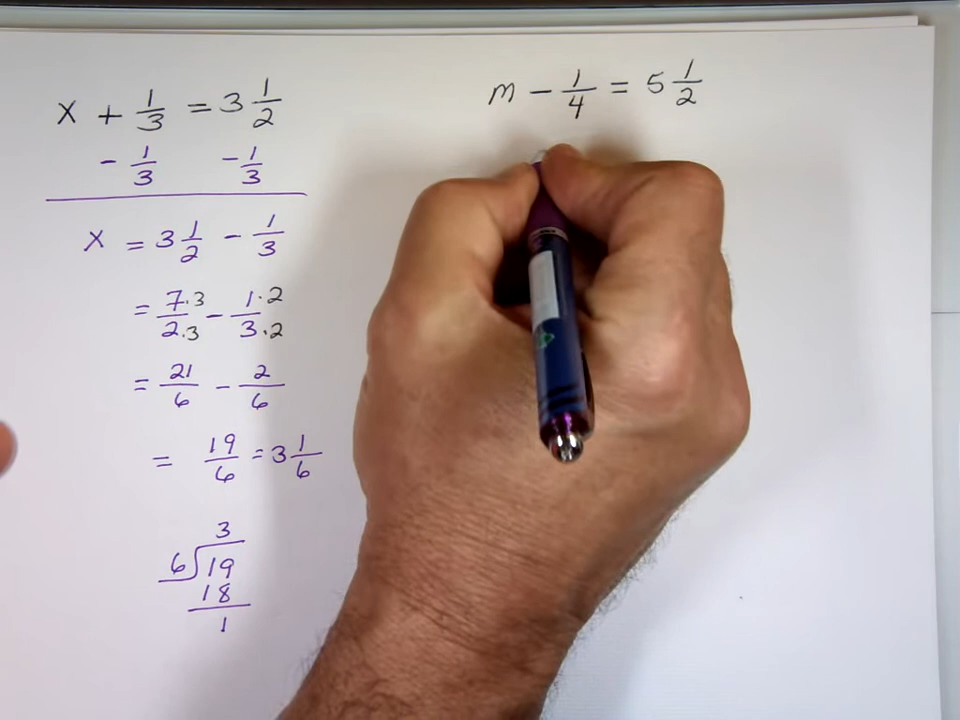 x + 1/3 = 3 1/2
- 1/3 - 1/3
x = 3 1/2 - 1/3
= 7·3/2·3 - 1·2/3·2
= 21/6 - 2/6
= 19/6 = 3 1/6
3
6 19
18
1
m - 1/4 = 5 1/2